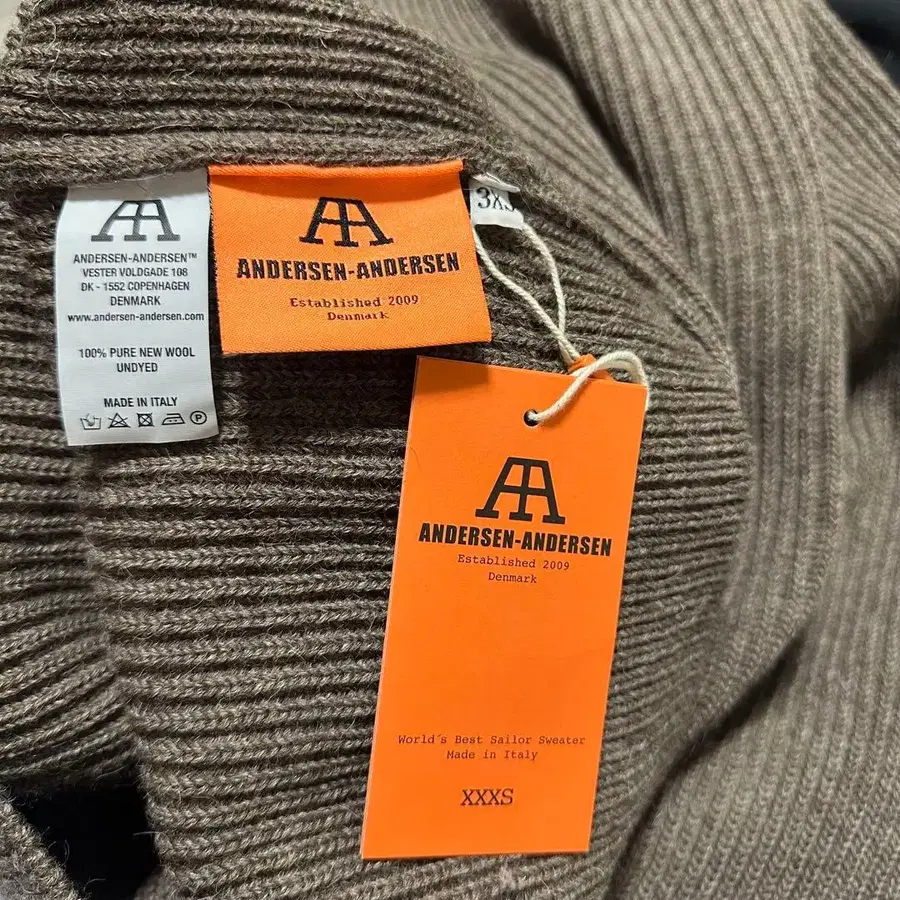 ANDERSEN-ANDERSEN™
VESTER VOLDGADE 108
DK - 1552 COPENHAGEN
DENMARK
www.andersen-andersen.com
100% PURE NEW WOOL
UNDYED
MADE IN ITALY
P
AA
ANDERSEN-ANDERSEN
Established 2009
Denmark
3XS
AA
ANDERSEN-ANDERSEN
Established 2009
Denmark
World's Best Sailor Sweater
Made in Italy
XXXS